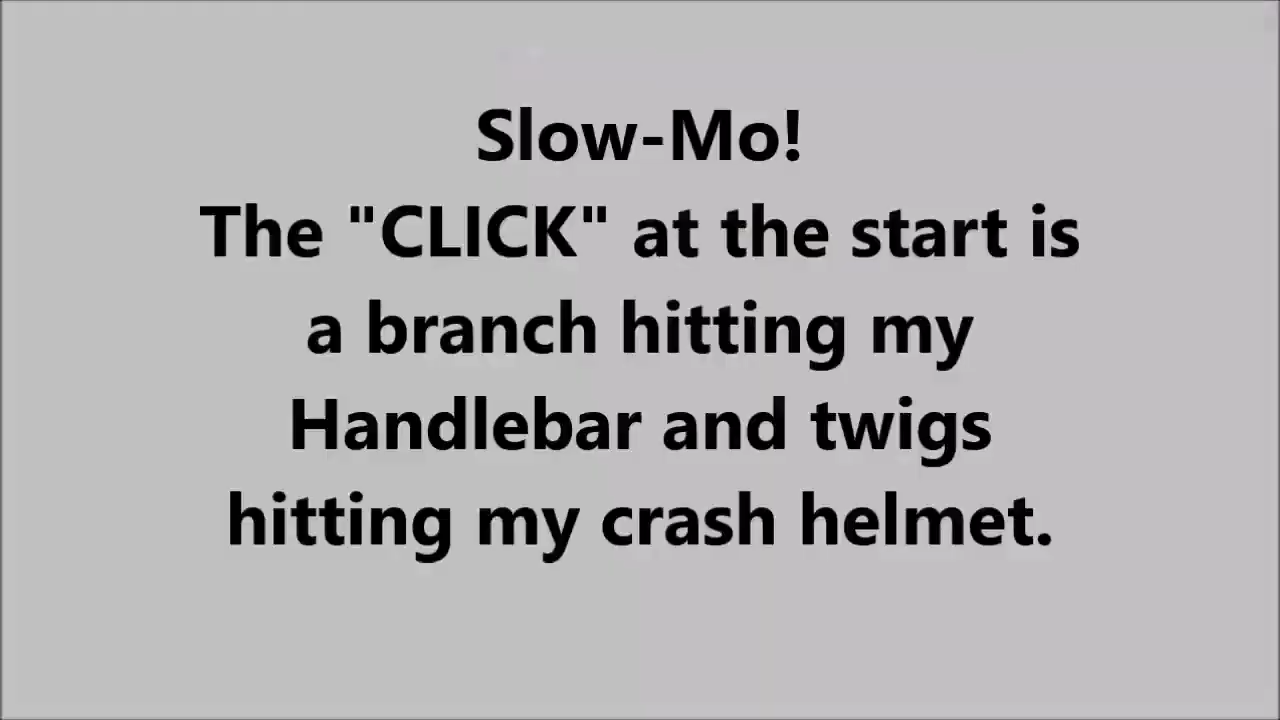 Slow-Mo!
The "CLICK" at the start is
a branch hitting my
Handlebar and twigs
hitting my crash helmet.